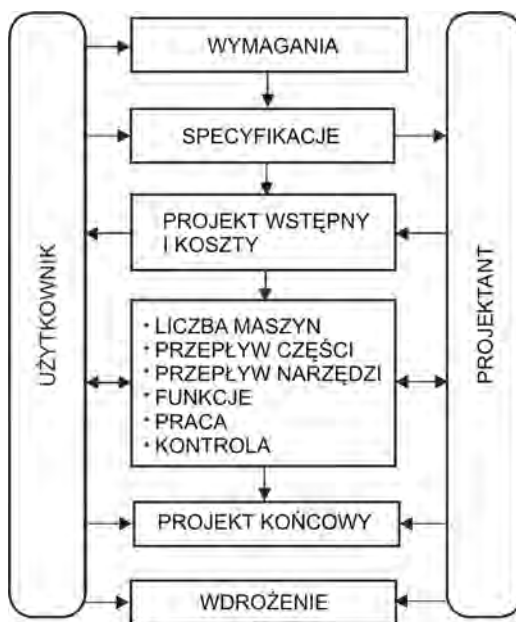 WYMAGANIA
SPECYFIKACJE
PROJEKT WSTĘPNY
I KOSZTY
• LICZBA MASZYN
• PRZEPŁYW CZĘŚCI
• PRZEPŁYW NARZĘDZI
• FUNKCJE
• PRACA
• KONTROLA
PROJEKT KOŃCOWY
WDROŻENIE
UŻYTKOWNIK
PROJEKTANT